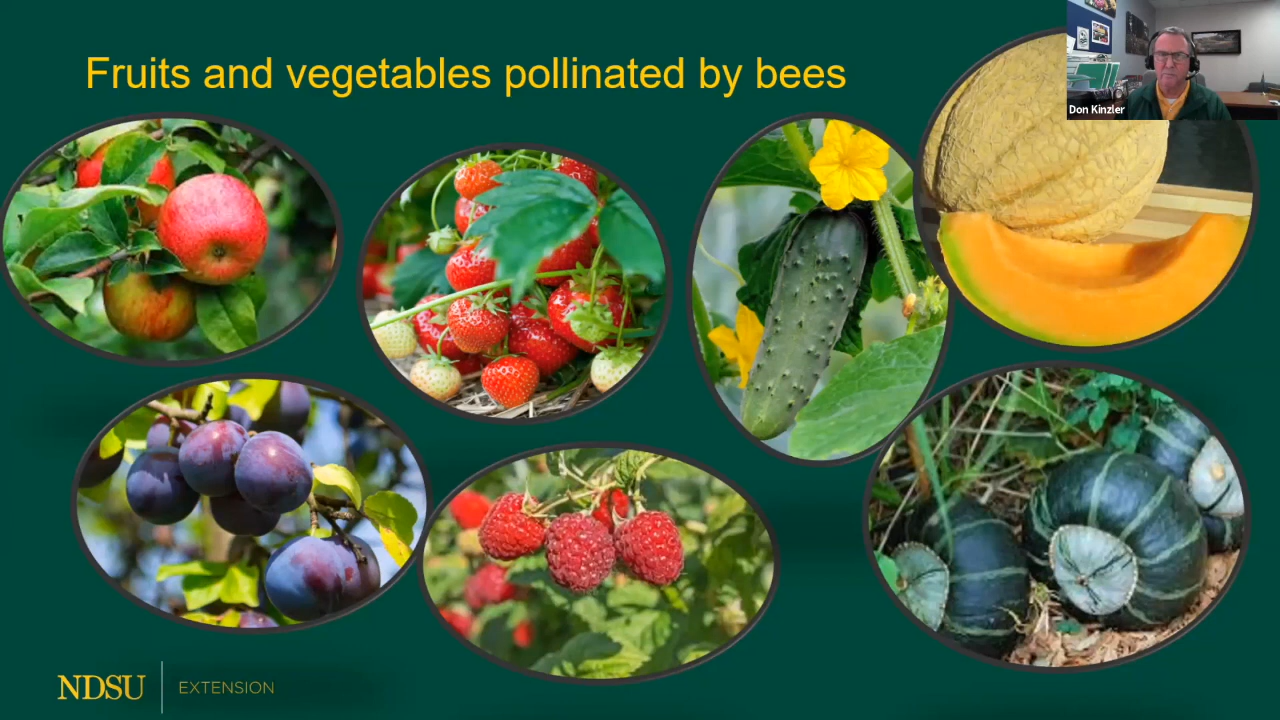 Fruits and vegetables pollinated by bees
Don Kinzler
NDSU EXTENSION